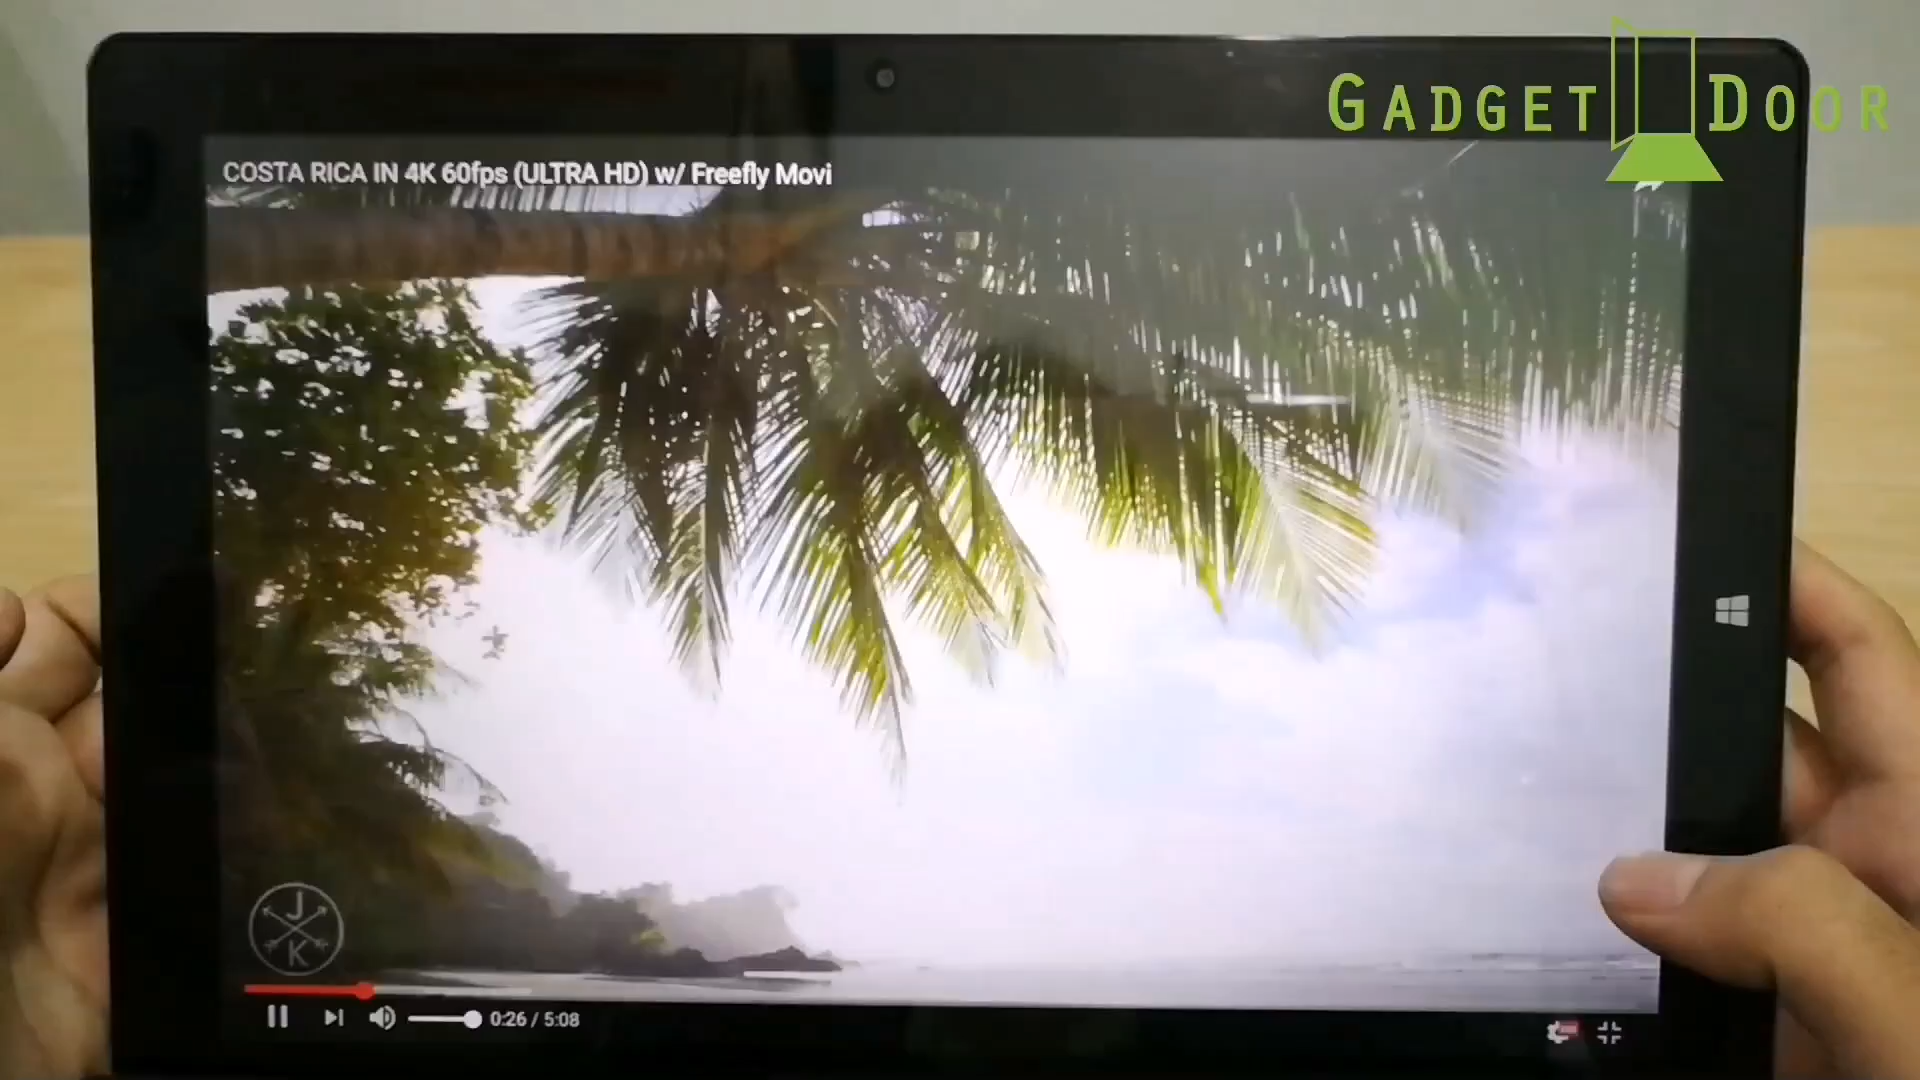 GADGET DOOR
COSTA RICA IN 4K 60fps (ULTRA HD) w/ Freefly Movi
J
K
0:26 / 5:08